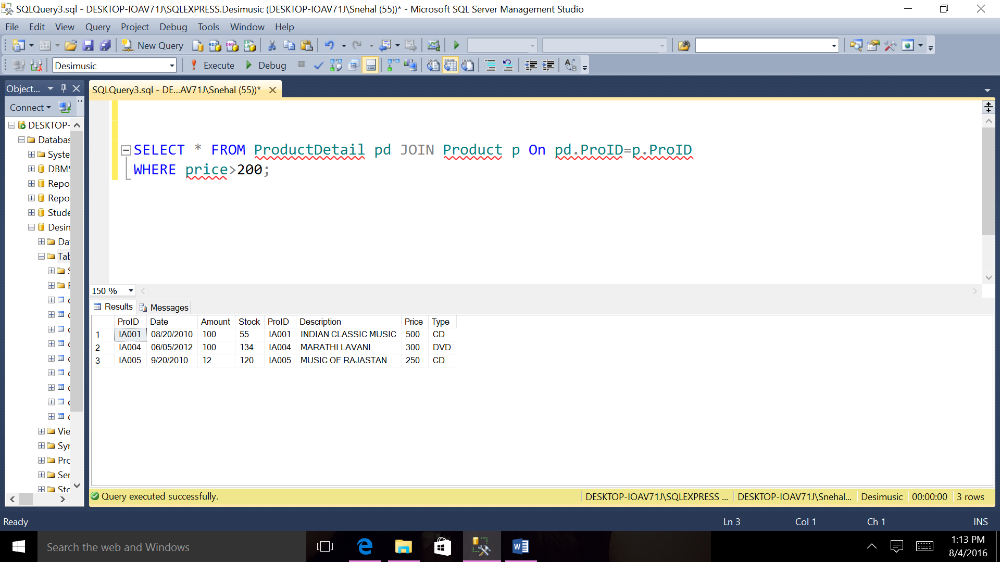 SQLQuery3.sql - DESKTOP-IOAV71J\SQLEXPRESS.Desimusic (DESKTOP-IOAV71J\Snehal (55))* - Microsoft SQL Server Management Studio
File Edit View Query Project Debug Tools Window Help
New Query
Desimusic Execute Debug
Object... SQLQuery3.sql - DE...AV71J\Snehal (55))*
Connect
DESKTOP-
Databas
Syste
DBMS
Repo
Repo
Stude
Desin
Da
Tab
SELECT * FROM ProductDetail pd JOIN Product p On pd.ProID=p.ProID
WHERE price>200;
150 %
Results Messages
ProID Date Amount Stock ProID Description Price Type
1 IA001 08/20/2010 100 55 IA001 INDIAN CLASSIC MUSIC 500 CD
2 IA004 06/05/2012 100 134 IA004 MARATHI LAVANI 300 DVD
3 IA005 9/20/2010 12 120 IA005 MUSIC OF RAJASTAN 250 CD
Vie
Syr
Pro
Ser
Sto
Query executed successfully. DESKTOP-IOAV71J\SQLEXPRESS ... DESKTOP-IOAV71J\Snehal... Desimusic 00:00:00 3 rows
Ready Ln 3 Col 1 Ch 1 INS
Search the web and Windows
1:13 PM
8/4/2016